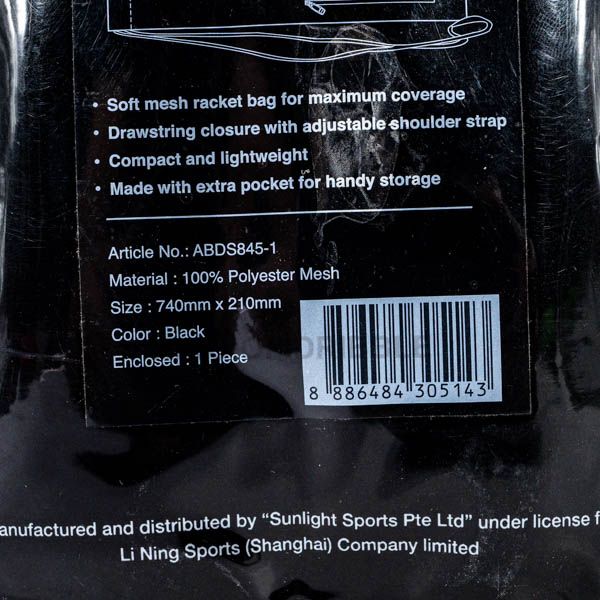 • Soft mesh racket bag for maximum coverage
• Drawstring closure with adjustable shoulder strap
• Compact and lightweight
• Made with extra pocket for handy storage
Article No.: ABDS845-1
Material : 100% Polyester Mesh
Size : 740mm x 210mm
Color : Black
Enclosed : 1 Piece
8 886484 305143
anufactured and distributed by “Sunlight Sports Pte Ltd” under license f
Li Ning Sports (Shanghai) Company limited